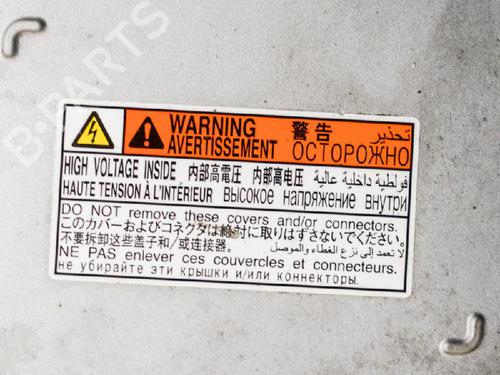 B-PARTS
WARNING 警告 تحذير
AVERTISSEMENT ОСТОРОЖНО
HIGH VOLTAGE INSIDE 内部高電圧 内部高电压 فولطية داخلية عالية
HAUTE TENSION À L'INTÉRIEUR Высокое напряжение внутри
DO NOT remove these covers and/or connectors.
このカバーおよびコネクタは絶対に取りはずさないでください。
不要拆卸这些盖子和/或连接器. لا تعمد إلى نزع الغطاء والموصل
NE PAS enlever ces couvercles et connecteurs.
не убирайте эти крышки и/или коннекторы.